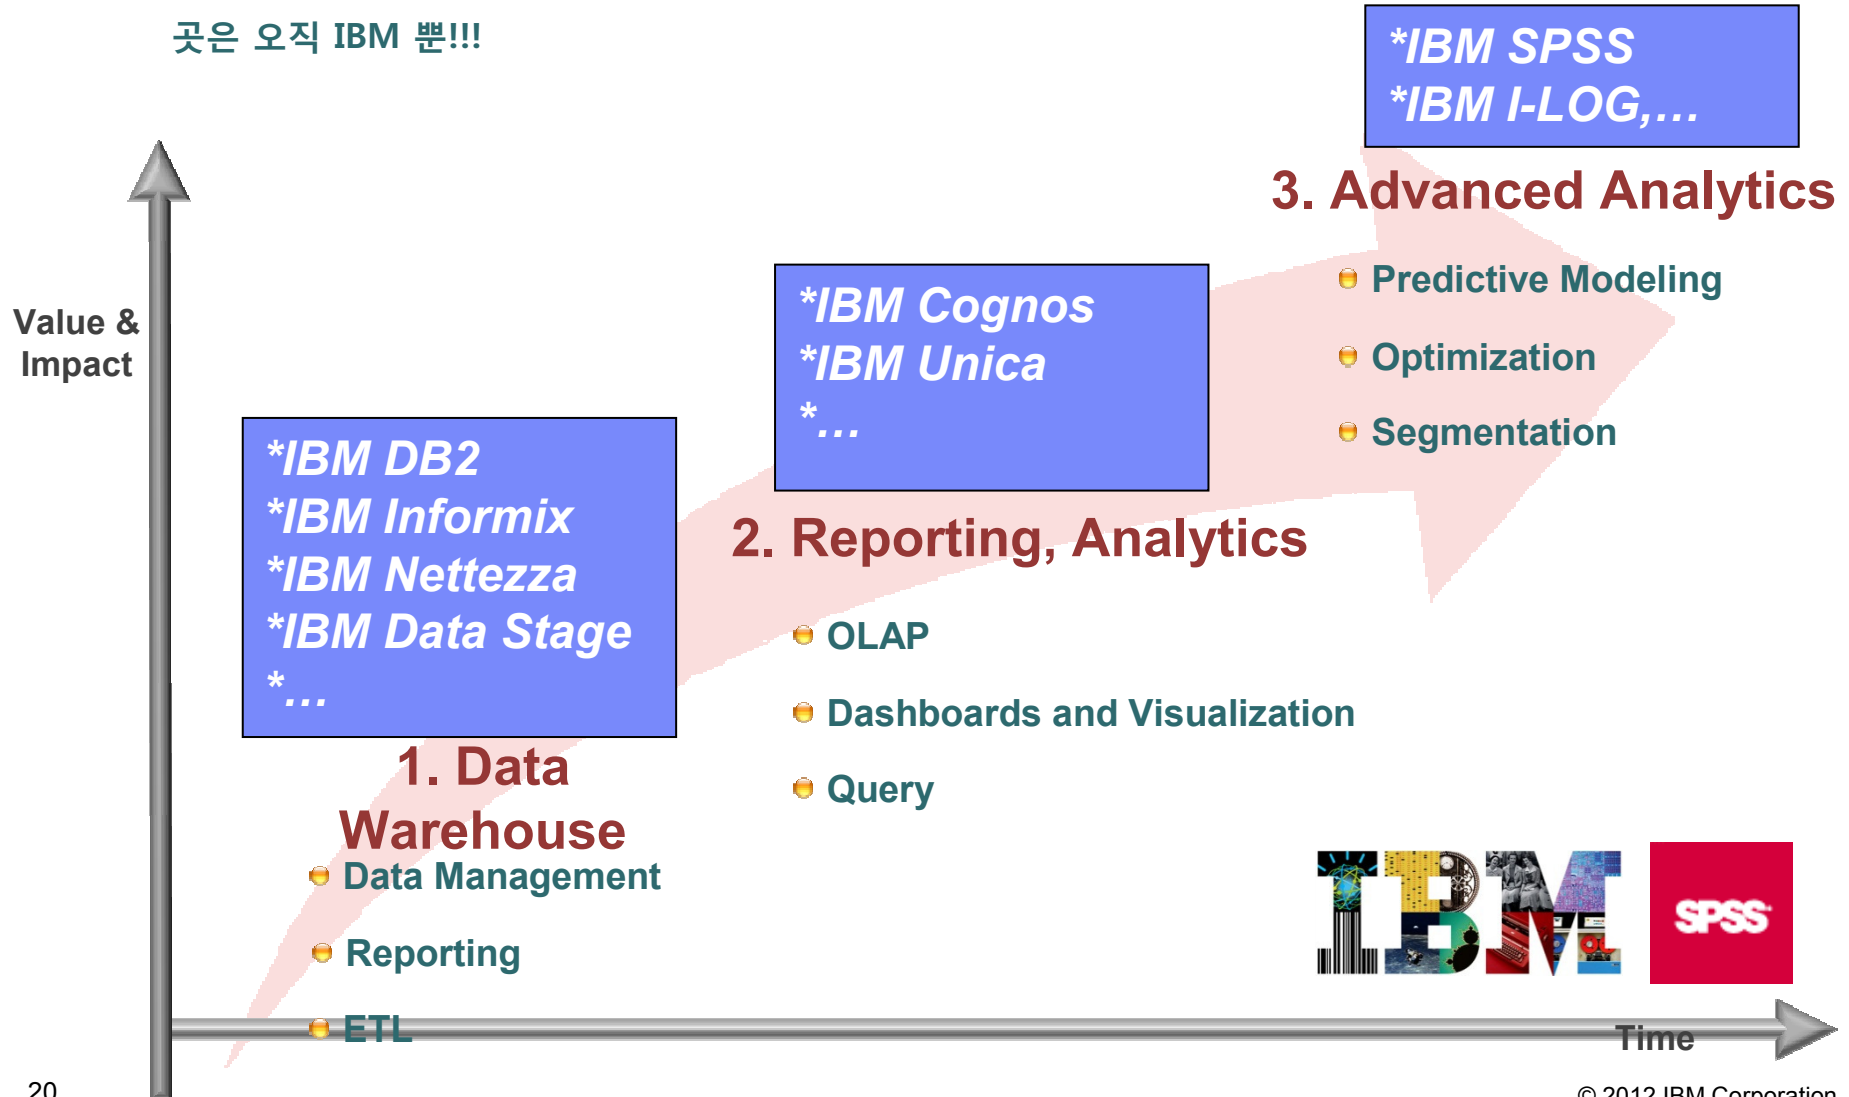 곳은 오직 IBM 뿐!!!
*IBM SPSS
*IBM I-LOG,...
3. Advanced Analytics
Predictive Modeling
Optimization
Segmentation
Value &
Impact
*IBM Cognos
*IBM Unica
*...
2. Reporting, Analytics
OLAP
Dashboards and Visualization
Query
*IBM DB2
*IBM Informix
*IBM Nettezza
*IBM Data Stage
*...
1. Data
Warehouse
Data Management
Reporting
ETL
IBM
SPSS
Time
20
© 2012 IBM Corporation